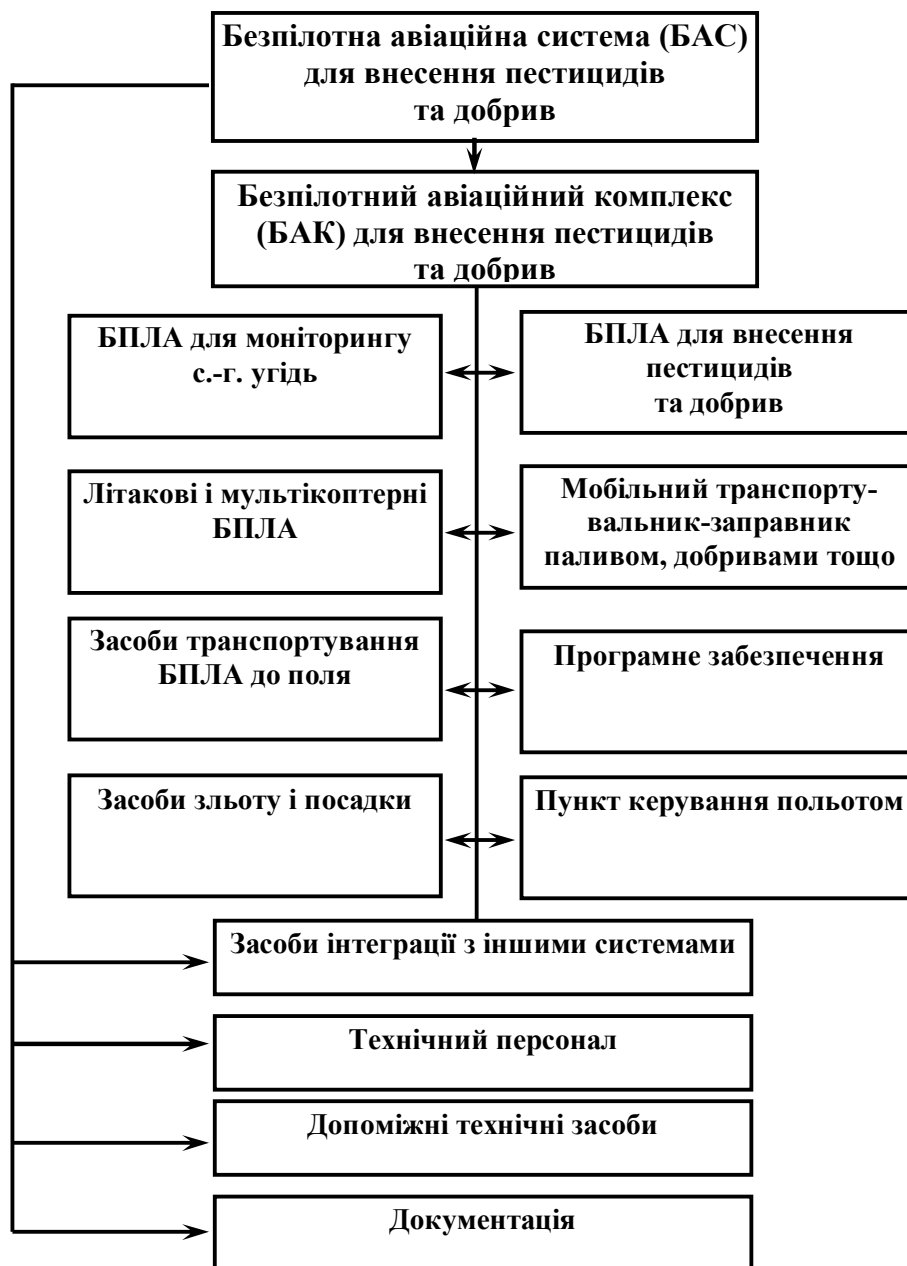 Безпілотна авіаційна система (БАС)
для внесення пестицидів
та добрив
Безпілотний авіаційний комплекс
(БАК) для внесення пестицидів
та добрив
БПЛА для моніторингу
с.-г. угідь
БПЛА для внесення
пестицидів
та добрив
Літакові і мультікоптерні
БПЛА
Мобільний транспорту-
вальник-заправник
паливом, добривами тощо
Засоби транспортування
БПЛА до поля
Програмне забезпечення
Засоби зльоту і посадки
Пункт керування польотом
Засоби інтеграції з іншими системами
Технічний персонал
Допоміжні технічні засоби
Документація